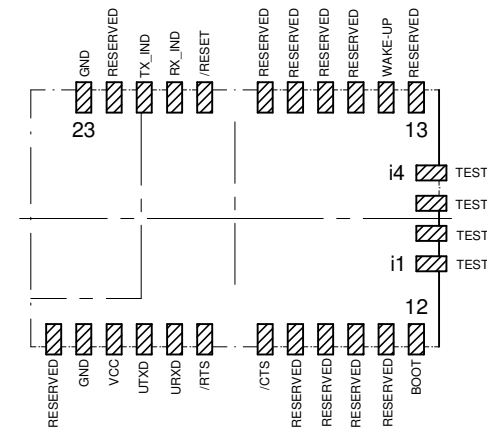 GND
RESERVED
TX_IND
RX_IND
/RESET
RESERVED
RESERVED
RESERVED
RESERVED
WAKE-UP
RESERVED
23
13
i4
TEST
TEST
TEST
i1
TEST
12
RESERVED
GND
VCC
UTXD
URXD
/RTS
/CTS
RESERVED
RESERVED
RESERVED
RESERVED
BOOT